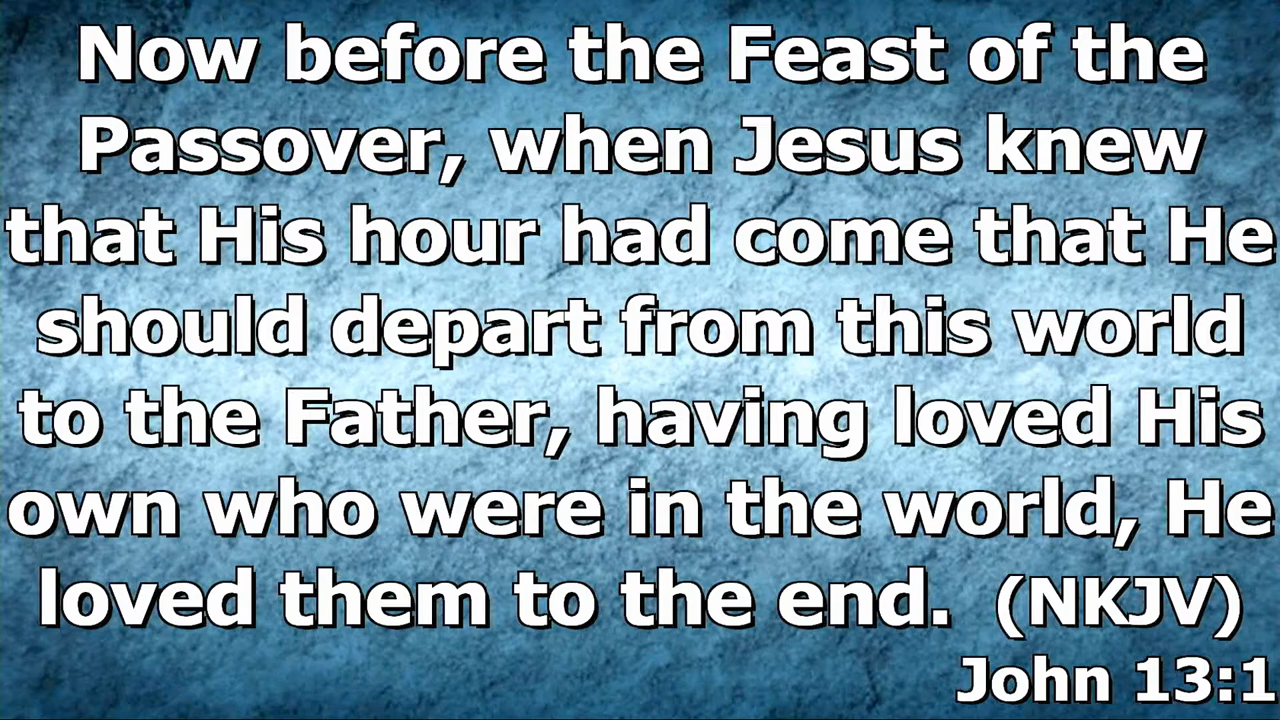 Now before the Feast of the
Passover, when Jesus knew
that His hour had come that He
should depart from this world
to the Father, having loved His
own who were in the world, He
loved them to the end. (NKJV)
John 13:1